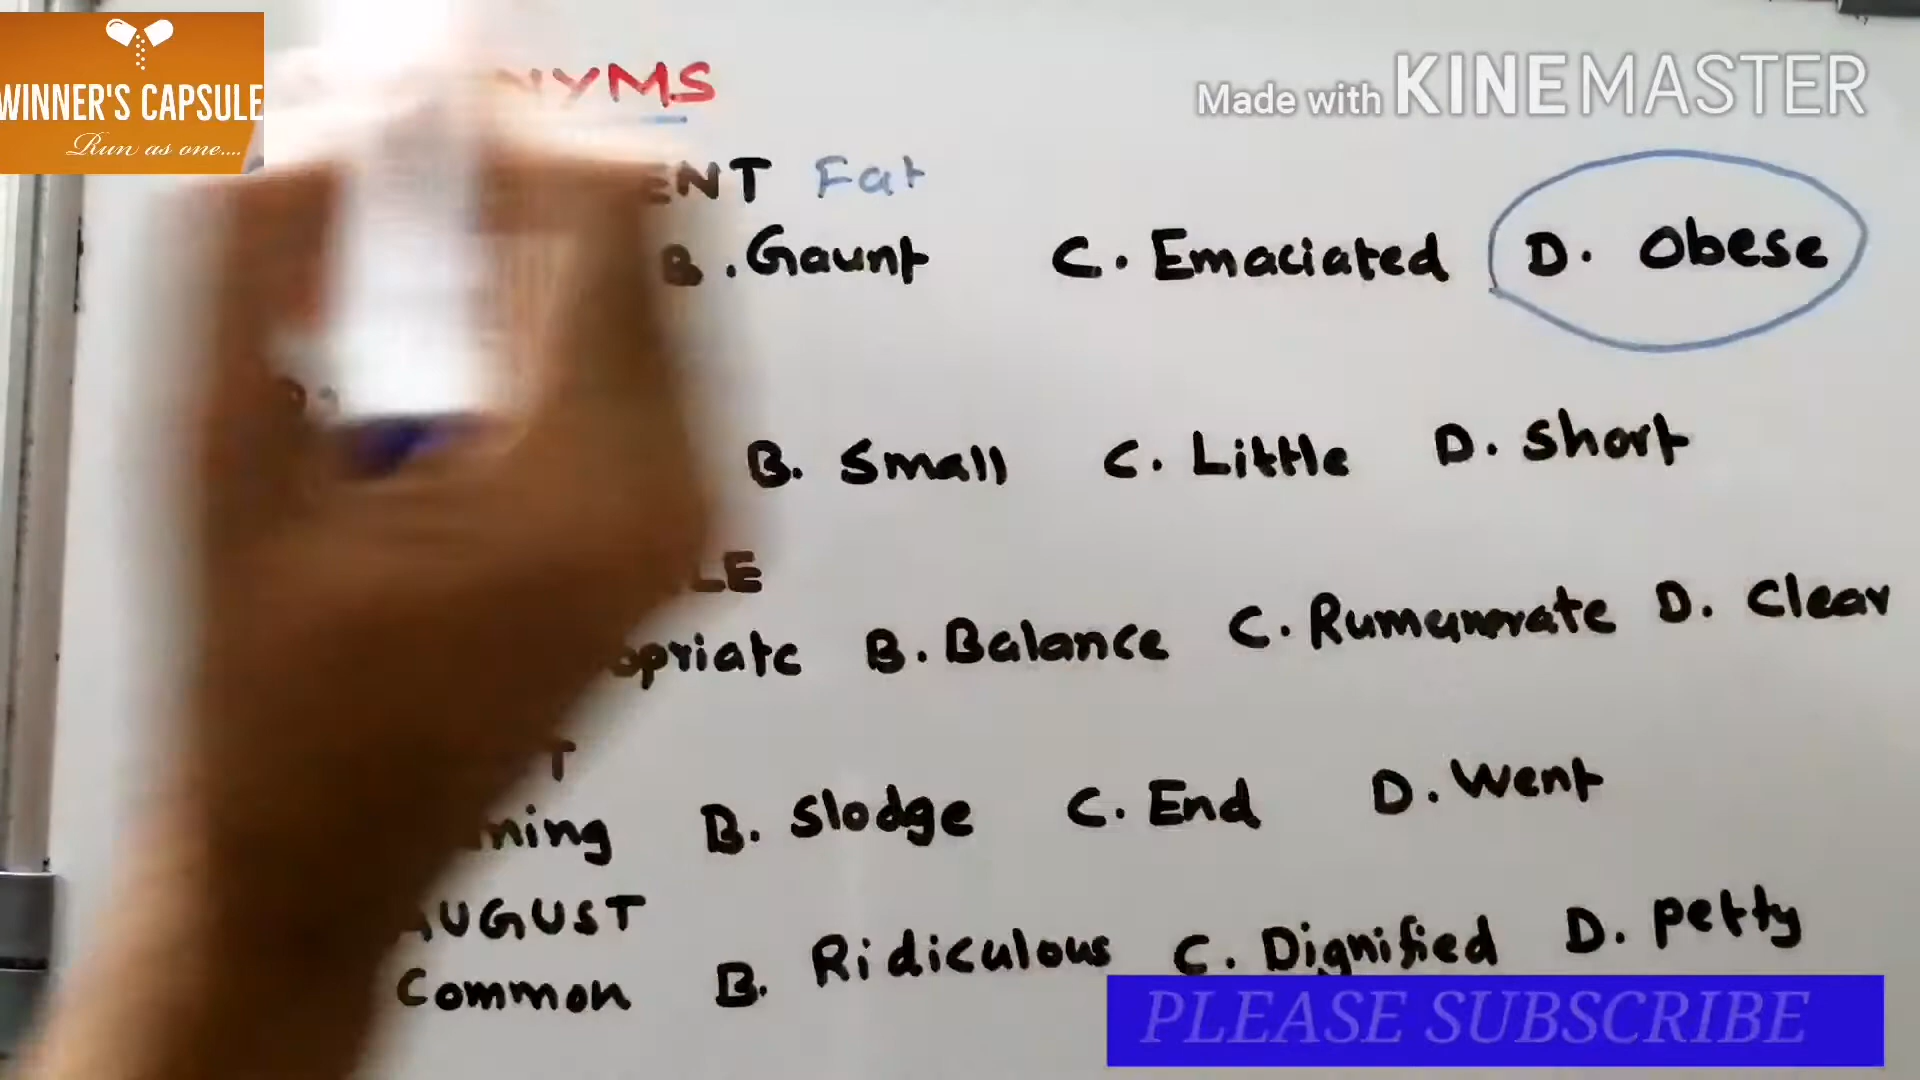 WINNER'S CAPSULE
Run as one....
Made with KINEMASTER
NYMS
ENT Fat
B. Gaunt C. Emaciated D. Obese
B. Small C. Little D. Short
LE
opriate B. Balance C. Rumunerate D. Clear
T
ning B. Slodge C. End D. Went
AUGUST
Common B. Ridiculous C. Dignified D. petty
PLEASE SUBSCRIBE